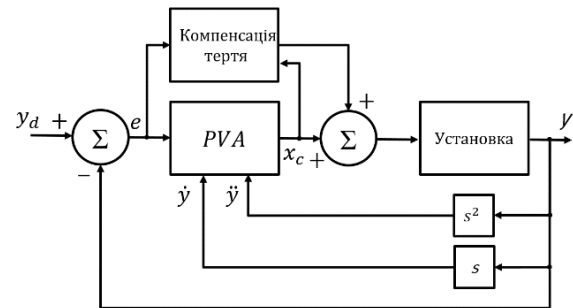 Компенсація
тертя
+
y_d + Σ e PVA x_c + Σ Установка y
−
ẏ ÿ s²
s